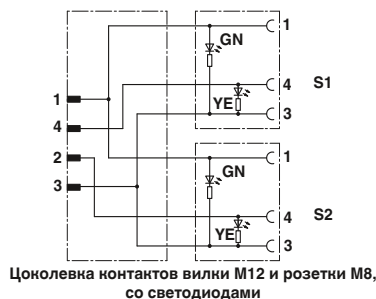 1
GN
4
S1
1
YE
3
4
2
1
GN
3
4
S2
YE
3
Цоколевка контактов вилки M12 и розетки M8,
со светодиодами